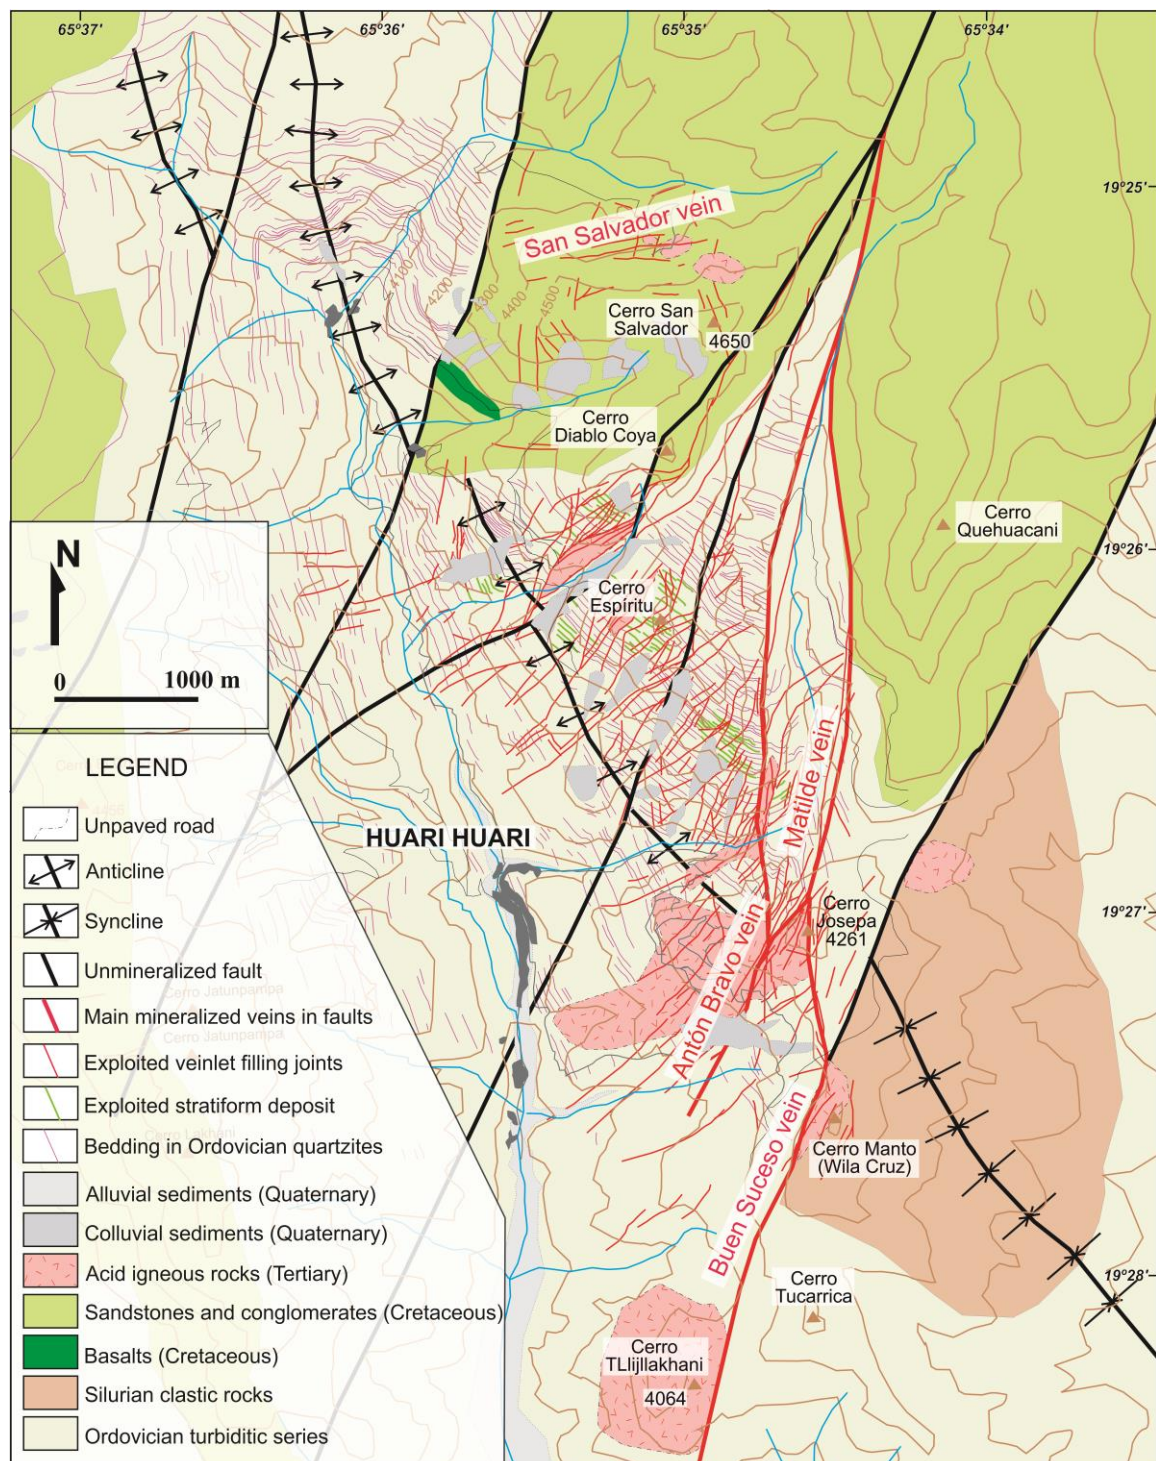 65°37'
65°36'
65°35'
65°34'
19°25'
San Salvador vein
4100
4200
4300
4400
4500
Cerro San
Salvador
4650
Cerro
Diablo Coya
Cerro
Quehuacani
19°26'
N
Cerro
Espíritu
0
1000 m
Matilde vein
LEGEND
4456
Unpaved road
HUARI HUARI
Anticline
Cerro
Josepa
4261
19°27'
Syncline
Antón Bravo vein
Unmineralized fault
Cerro Jatunpampa
Main mineralized veins in faults
Cerro Jatunpampa
Exploited veinlet filling joints
Exploited stratiform deposit
Buen Suceso vein
Cerro Manto
(Wila Cruz)
Bedding in Ordovician quartzites
Alluvial sediments (Quaternary)
Colluvial sediments (Quaternary)
Acid igneous rocks (Tertiary)
Cerro
Tucarrica
19°28'
Sandstones and conglomerates (Cretaceous)
Cerro
TLlijllakhani
4064
Basalts (Cretaceous)
Silurian clastic rocks
Ordovician turbiditic series